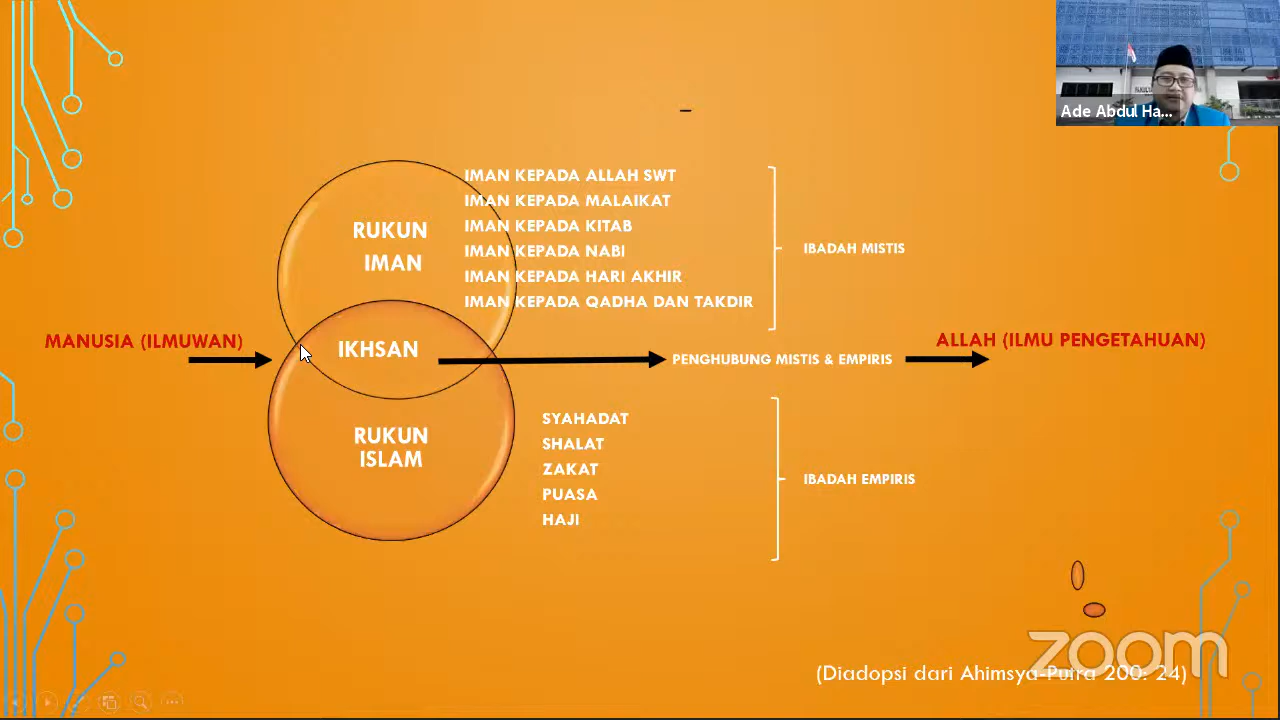 Ade Abdul Ha...
RUKUN
IMAN
IMAN KEPADA ALLAH SWT
IMAN KEPADA MALAIKAT
IMAN KEPADA KITAB
IMAN KEPADA NABI
IMAN KEPADA HARI AKHIR
IMAN KEPADA QADHA DAN TAKDIR
IBADAH MISTIS
MANUSIA (ILMUWAN)
IKHSAN
PENGHUBUNG MISTIS & EMPIRIS
ALLAH (ILMU PENGETAHUAN)
RUKUN
ISLAM
SYAHADAT
SHALAT
ZAKAT
PUASA
HAJI
IBADAH EMPIRIS
zoom
(Diadopsi dari Ahimsya-Putra 200: 24)